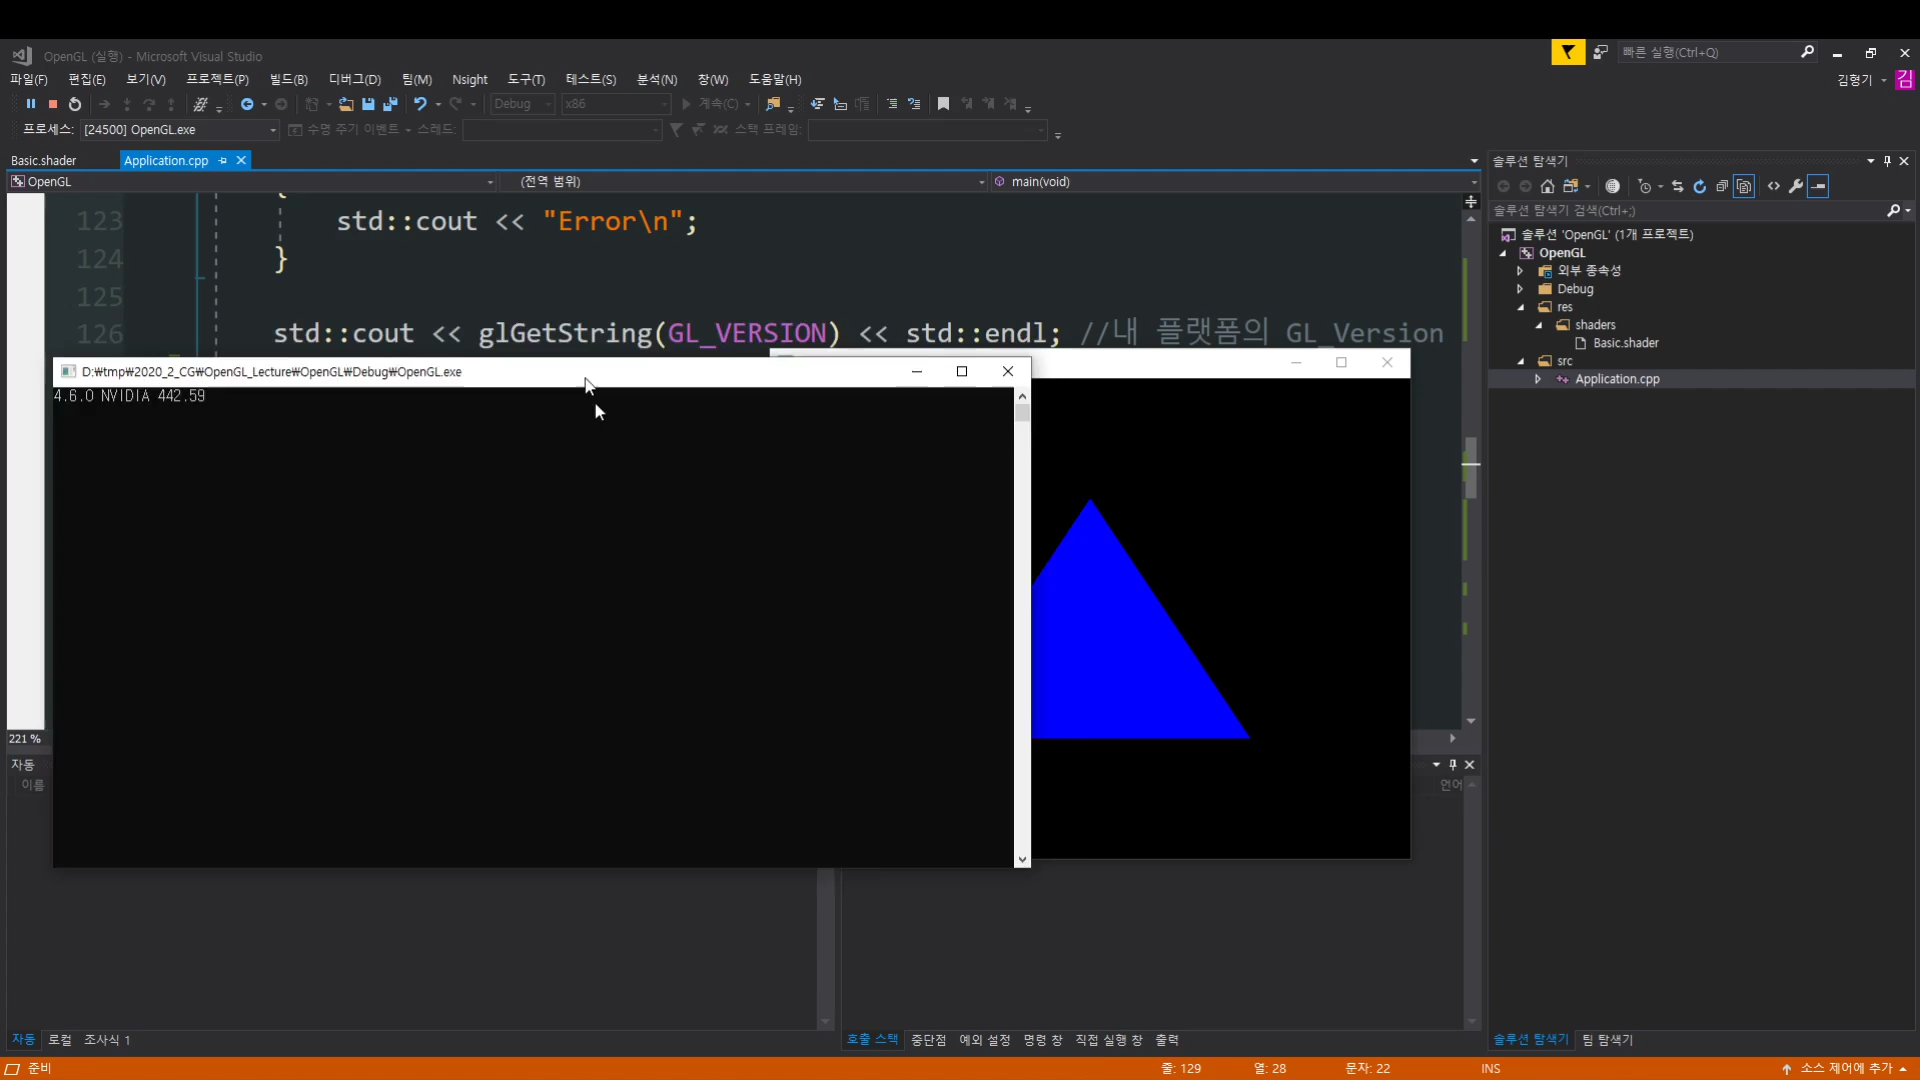 OpenGL (실행) - Microsoft Visual Studio
빠른 실행(Ctrl+Q)
파일(F) 편집(E) 보기(V) 프로젝트(P) 빌드(B) 디버그(D) 팀(M) Nsight 도구(T) 테스트(S) 분석(N) 창(W) 도움말(H)
김형기 김
Debug x86 계속(C)
프로세스: [24500] OpenGL.exe 수명 주기 이벤트 스레드: 스택 프레임:
Basic.shader Application.cpp
OpenGL (전역 범위) main(void)
123 std::cout << "Error\n";
124 }
125
126 std::cout << glGetString(GL_VERSION) << std::endl; //내 플랫폼의 GL_Version
D:₩tmp₩2020_2_CG₩OpenGL_Lecture₩OpenGL₩Debug₩OpenGL.exe
4.6.0 NVIDIA 442.59
221 %
자동
이름
언어
자동 로컬 조사식 1
호출 스택 중단점 예외 설정 명령 창 직접 실행 창 출력
솔루션 탐색기
솔루션 탐색기 검색(Ctrl+;)
솔루션 'OpenGL' (1개 프로젝트)
OpenGL
외부 종속성
Debug
res
shaders
Basic.shader
src
Application.cpp
솔루션 탐색기 팀 탐색기
준비 줄: 129 열: 28 문자: 22 INS 소스 제어에 추가